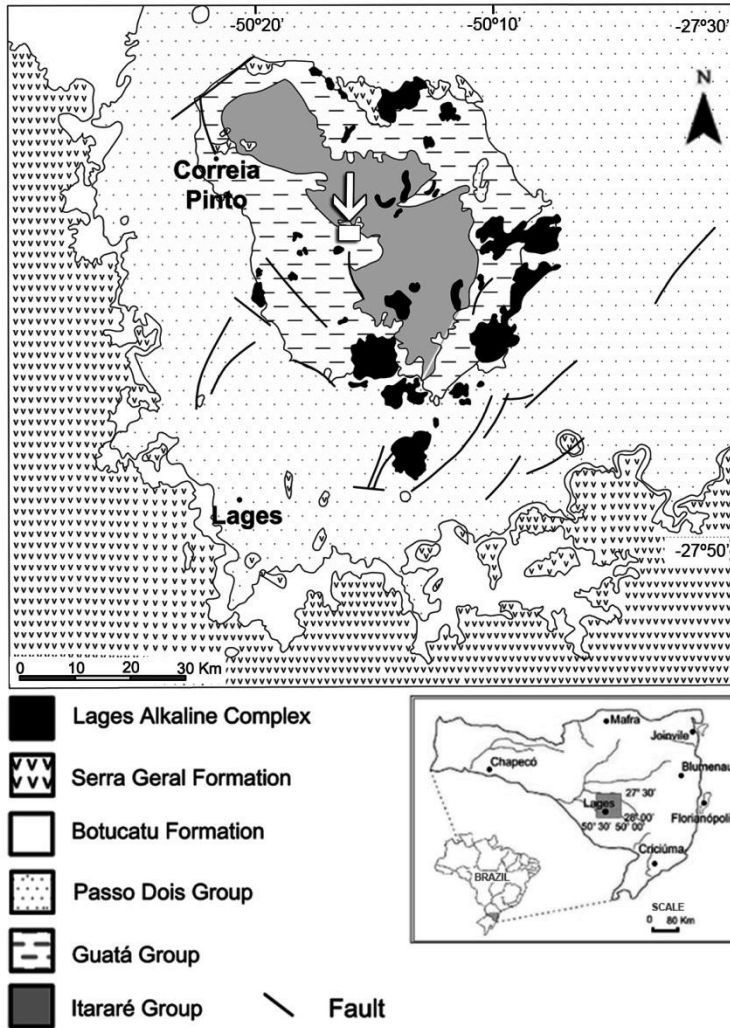 -50º20'
-50º10'
-27º30'
N
Correia
Pinto
Lages
-27º50'
0 10 20 30 Km
Lages Alkaline Complex
Serra Geral Formation
Botucatu Formation
Passo Dois Group
Guatá Group
Itararé Group
Fault
Mafra
Joinvile
Chapecó
Blumenau
Lages
27º 30'
Florianópoli
28º 00'
50º 30' 50º 00'
Criciúma
BRAZIL
SCALE
0 80 Km